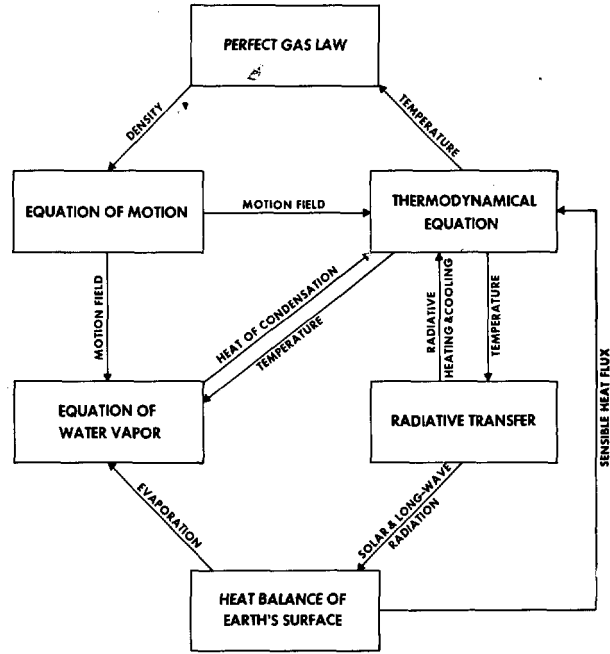 PERFECT GAS LAW
DENSITY
TEMPERATURE
EQUATION OF MOTION
MOTION FIELD
THERMODYNAMICAL
EQUATION
MOTION FIELD
HEAT OF CONDENSATION
TEMPERATURE
RADIATIVE
HEATING & COOLING
TEMPERATURE
SENSIBLE HEAT FLUX
EQUATION OF
WATER VAPOR
RADIATIVE TRANSFER
EVAPORATION
SOLAR & LONG-WAVE
RADIATION
HEAT BALANCE OF
EARTH'S SURFACE